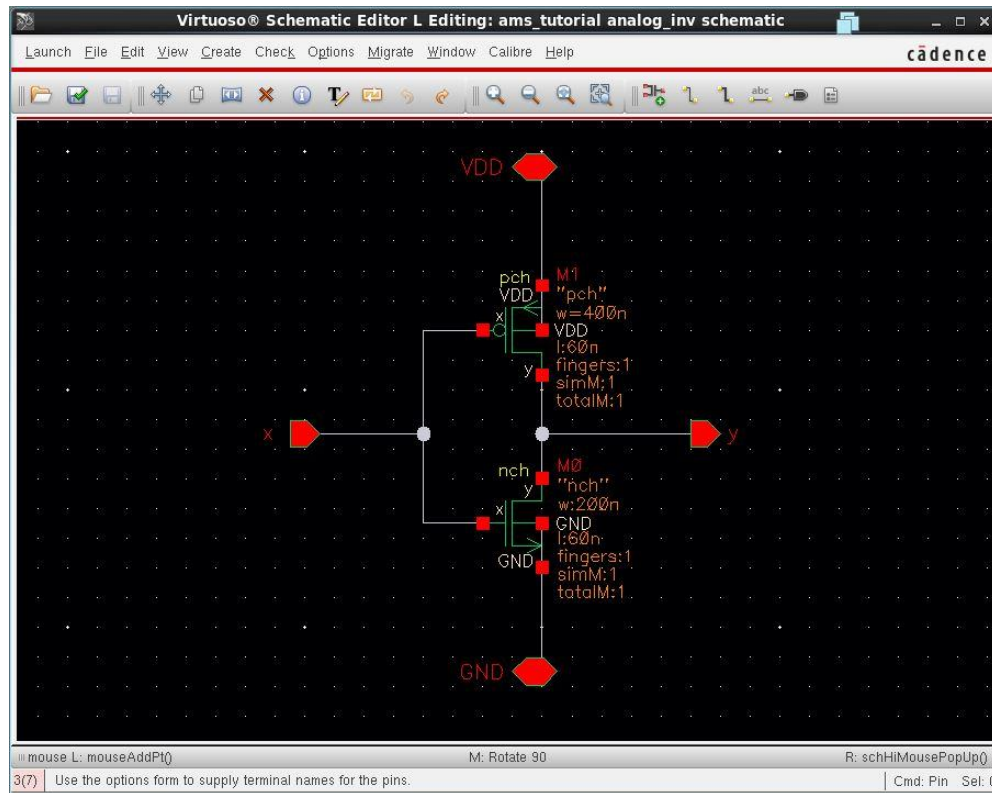 Virtuoso® Schematic Editor L Editing: ams_tutorial analog_inv schematic
Launch File Edit View Create Check Options Migrate Window Calibre Help
cādence
T
abc
VDD
pch
M1
VDD
"pch"
w=400n
x
VDD
l:60n
fingers:1
y
simM:1
totalM:1
x
y
nch
M0
y
"nch"
w:200n
x
GND
l:60n
GND
fingers:1
simM:1
totalM:1
GND
mouse L: mouseAddPt()
M: Rotate 90
R: schHiMousePopUp()
3(7)
Use the options form to supply terminal names for the pins.
Cmd: Pin Sel: